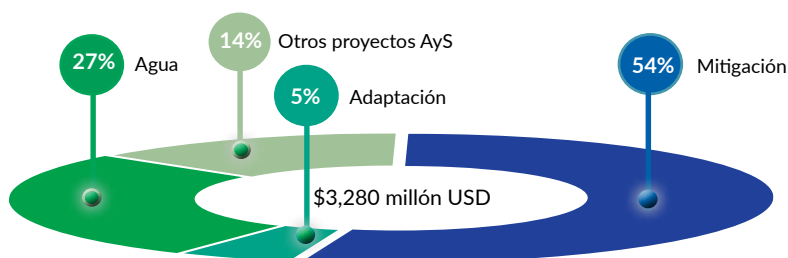 14% Otros proyectos AyS
27% Agua
54% Mitigación
5% Adaptación
$3,280 millón USD